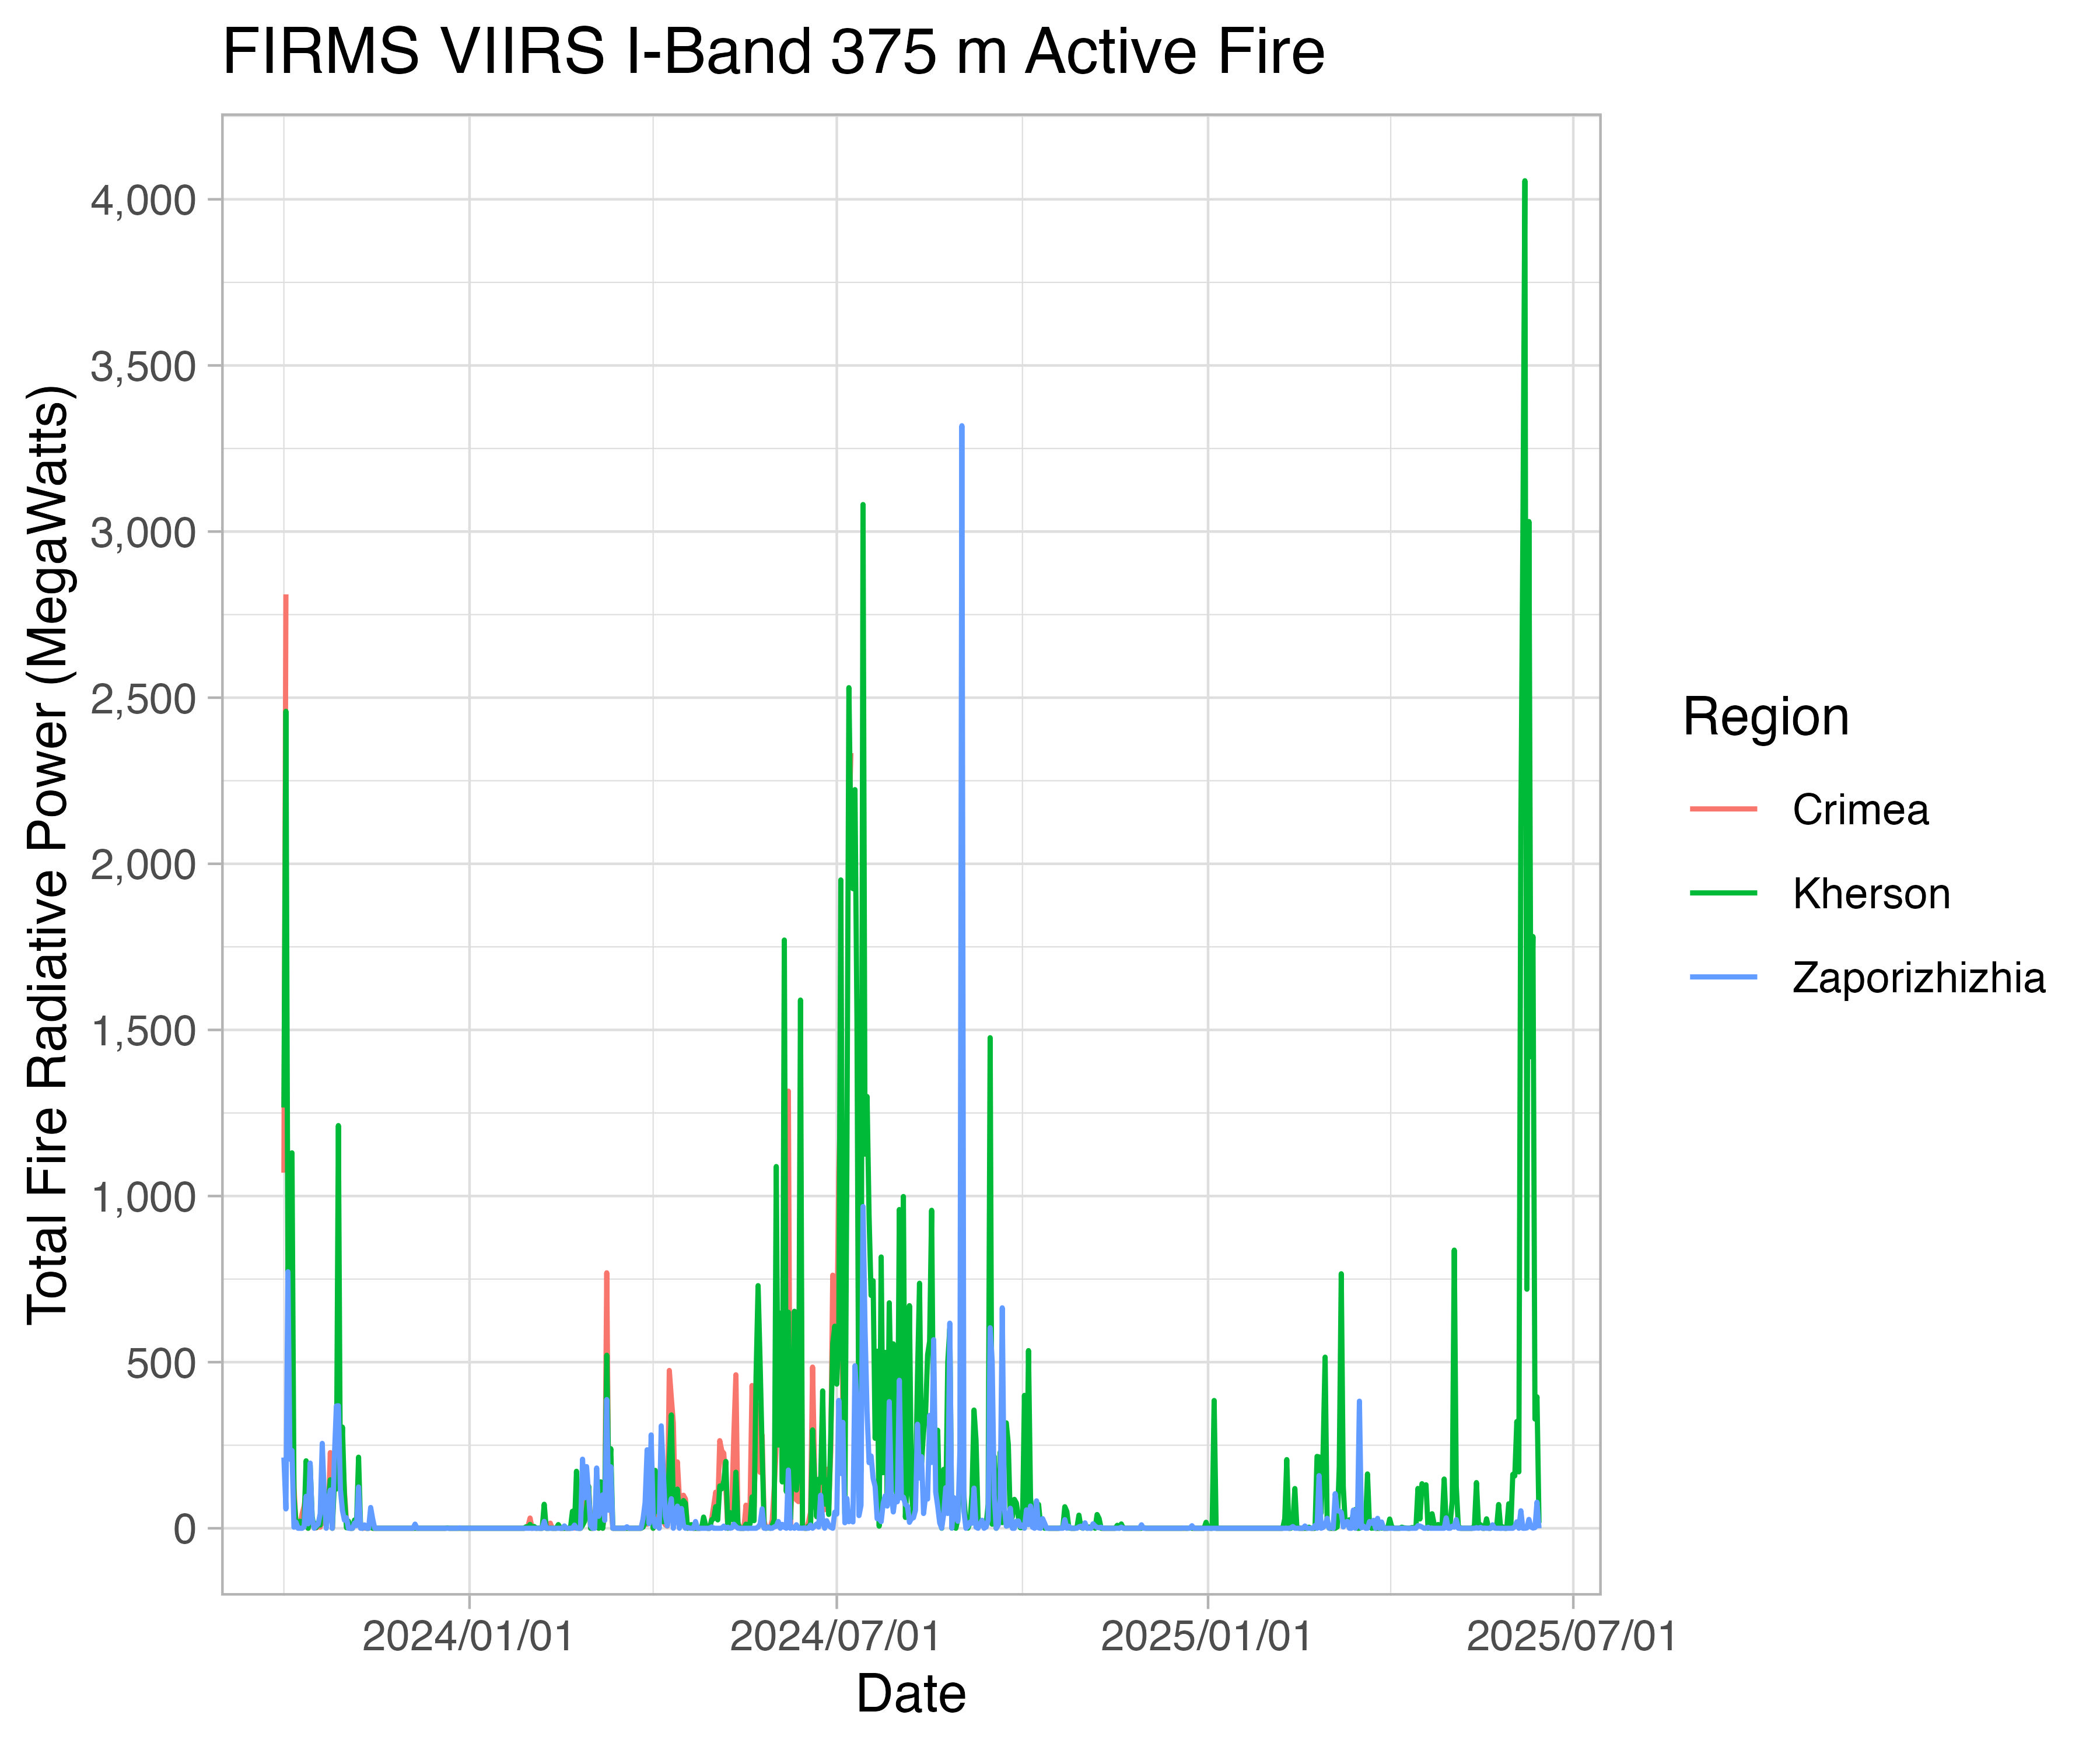 FIRMS VIIRS I-Band 375 m Active Fire
Total Fire Radiative Power (MegaWatts)
4,000
3,500
3,000
2,500
2,000
1,500
1,000
500
0
2024/01/01
2024/07/01
2025/01/01
2025/07/01
Date
Region
Crimea
Kherson
Zaporizhizhia